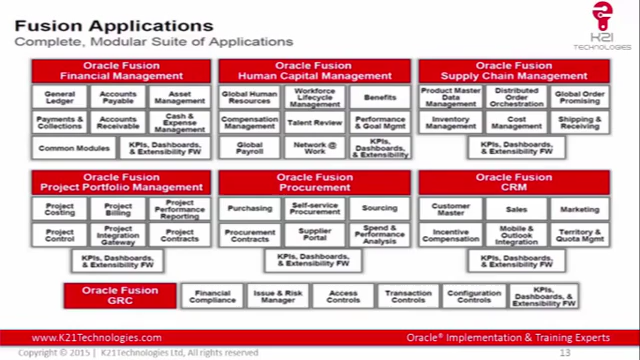 Fusion Applications
Complete, Modular Suite of Applications
K21
TECHNOLOGIES
Oracle Fusion
Financial Management
General
Ledger
Accounts
Payable
Asset
Management
Payments &
Collections
Accounts
Receivable
Cash &
Expense
Management
Common Modules
KPIs, Dashboards,
& Extensibility FW
Oracle Fusion
Human Capital Management
Global Human
Resources
Workforce
Lifecycle
Management
Benefits
Compensation
Management
Talent Review
Performance
& Goal Mgmt
Global
Payroll
Network @
Work
KPIs,
Dashboards,
& Extensibility
Oracle Fusion
Supply Chain Management
Product Master
Data
Management
Distributed
Order
Orchestration
Global Order
Promising
Inventory
Management
Cost
Management
Shipping &
Receiving
KPIs, Dashboards,
& Extensibility FW
Oracle Fusion
Project Portfolio Management
Project
Costing
Project
Billing
Project
Performance
Reporting
Project
Control
Project
Integration
Gateway
Project
Contracts
KPIs, Dashboards,
& Extensibility FW
Oracle Fusion
Procurement
Purchasing
Self-service
Procurement
Sourcing
Procurement
Contracts
Supplier
Portal
Spend &
Performance
Analysis
KPIs, Dashboards,
& Extensibility FW
Oracle Fusion
CRM
Customer
Master
Sales
Marketing
Incentive
Compensation
Mobile &
Outlook
Integration
Territory &
Quota Mgmt
KPIs, Dashboards,
& Extensibility FW
Oracle Fusion
GRC
Financial
Compliance
Issue & Risk
Manager
Access
Controls
Transaction
Controls
Configuration
Controls
KPIs,
Dashboards, &
Extensibility FW
www.K21Technologies.com
Oracle® Implementation & Training Experts
Copyright © 2015 | K21Technologies Ltd, All rights reserved
13